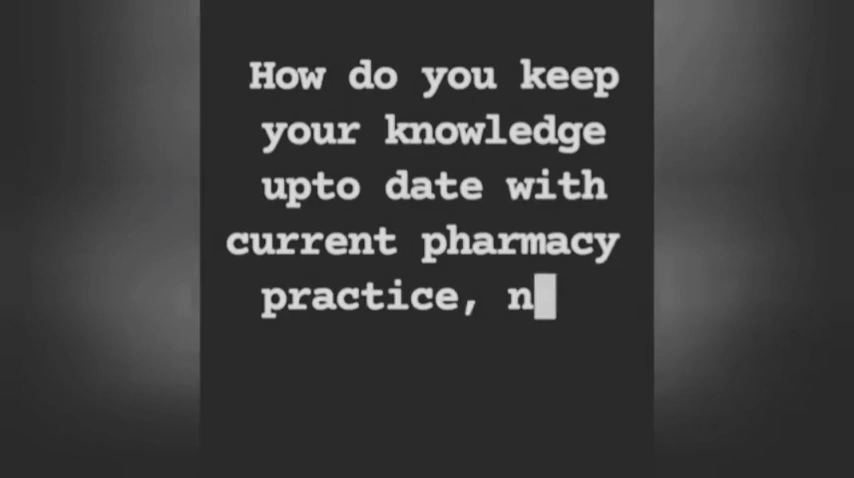 How do you keep
your knowledge
upto date with
current pharmacy
practice, n